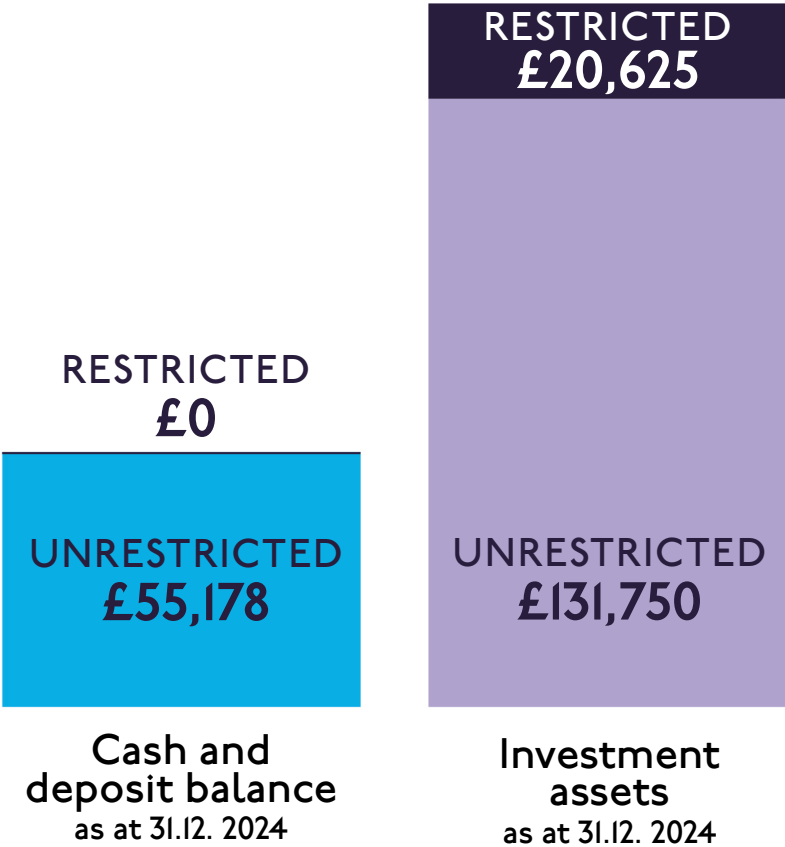 RESTRICTED
£0
UNRESTRICTED
£55,178
Cash and
deposit balance
as at 31.12. 2024
RESTRICTED
£20,625
UNRESTRICTED
£131,750
Investment
assets
as at 31.12. 2024